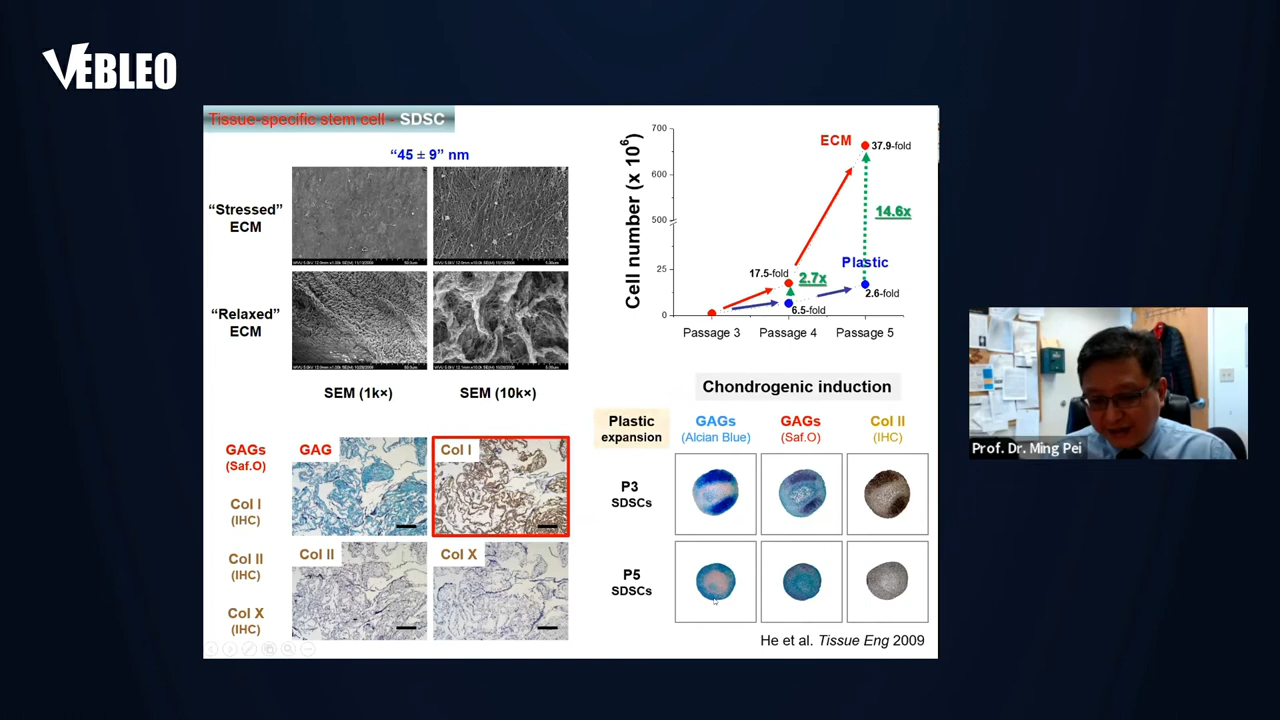 VEBLEO
Tissue-specific stem cell - SDSC
“45 ± 9” nm
“Stressed”
ECM
“Relaxed”
ECM
SEM (1k×)
SEM (10k×)
GAGs
(Saf.O)
Col I
(IHC)
Col II
(IHC)
Col X
(IHC)
GAG
Col I
Col II
Col X
Cell number (x 10⁶)
700
600
500
25
0
ECM
37.9-fold
14.6x
Plastic
17.5-fold
2.7x
2.6-fold
6.5-fold
Passage 3
Passage 4
Passage 5
Chondrogenic induction
Plastic
expansion
GAGs
(Alcian Blue)
GAGs
(Saf.O)
Col II
(IHC)
P3
SDSCs
P5
SDSCs
He et al. Tissue Eng 2009
Prof. Dr. Ming Pei